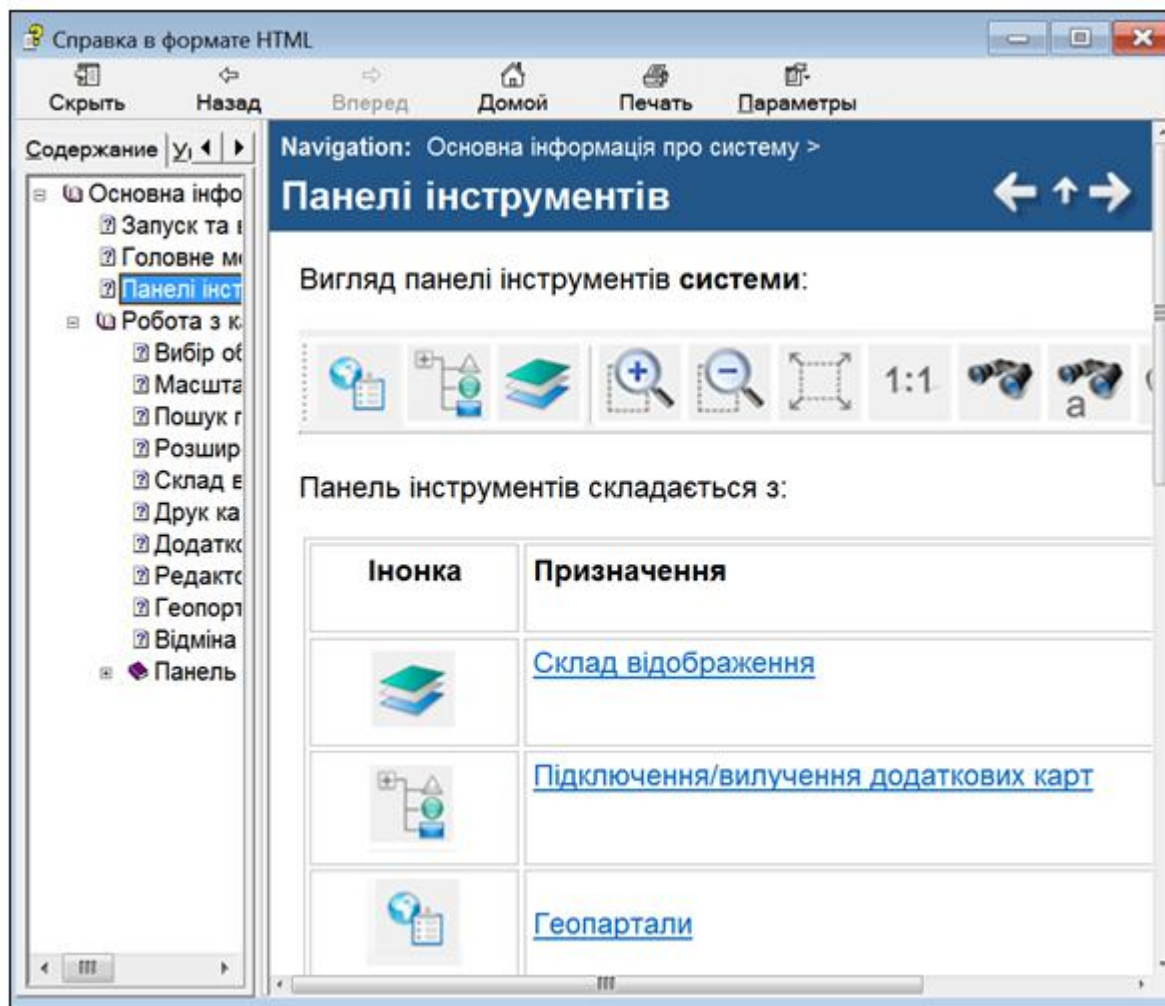 Справка в формате HTML
Скрыть Назад Вперед Домой Печать Параметры
Содержание
Основна інфо
Запуск та
Головне м
Панелі інст
Робота з к
Вибір об
Масшта
Пошук г
Розшир
Склад в
Друк ка
Додатко
Редакто
Геопорт
Відміна
Панель
Navigation: Основна інформація про систему >
Панелі інструментів
Вигляд панелі інструментів системи:
1:1
a
Панель інструментів складається з:
Інонка Призначення
Склад відображення
Підключення/вилучення додаткових карт
Геопартали